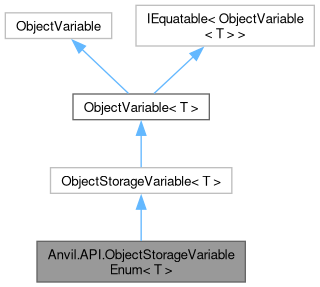 ObjectVariable
IEquatable< ObjectVariable
< T > >
ObjectVariable< T >
ObjectStorageVariable< T >
Anvil.API.ObjectStorageVariable
Enum< T >